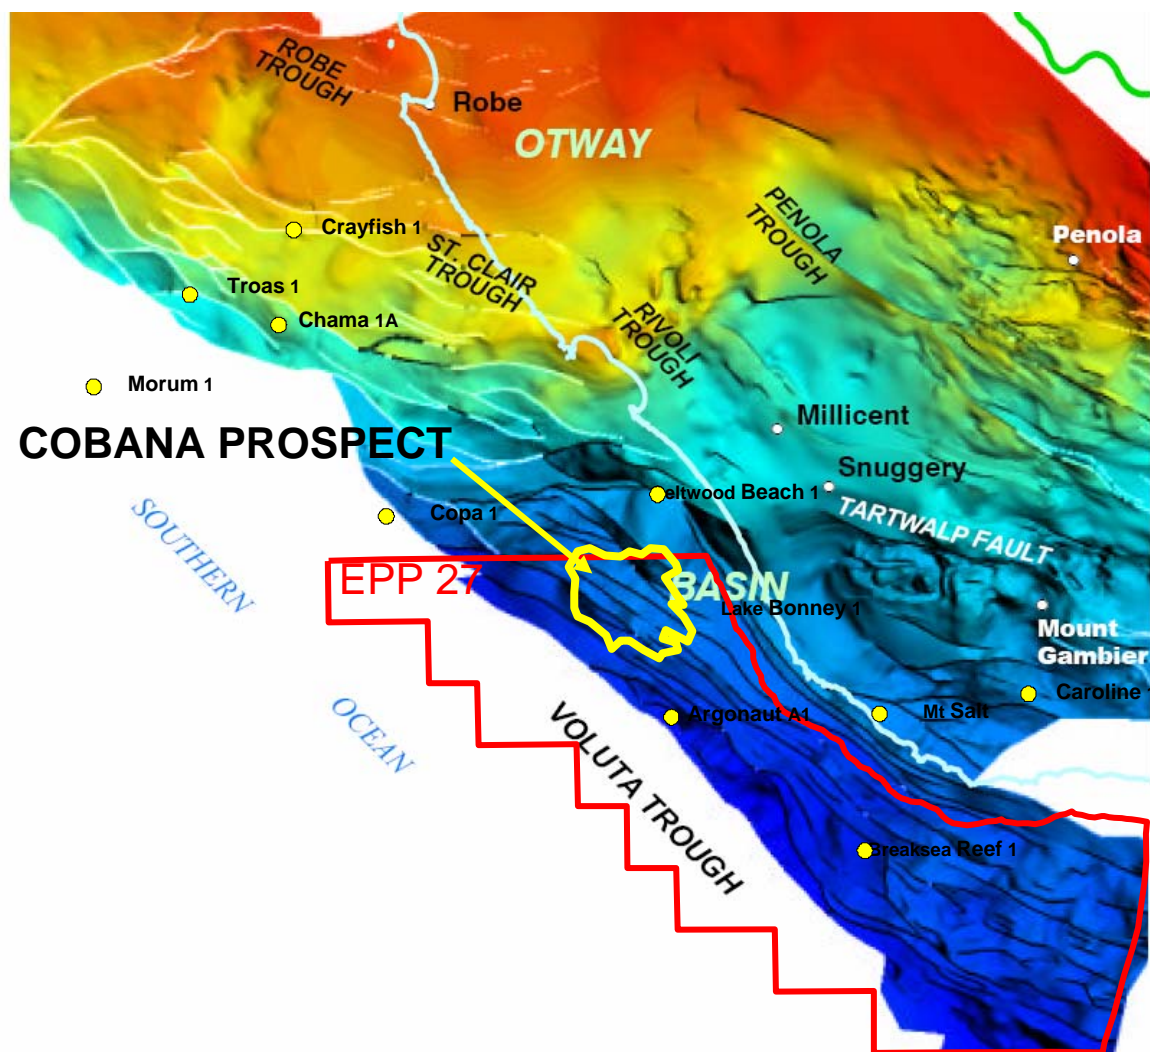 ROBE
TROUGH
Robe
OTWAY
PENOLA
TROUGH
Crayfish 1
Penola
ST. CLAIR
TROUGH
Troas 1
Chama 1A
RIVOLI
TROUGH
Morum 1
Millicent
COBANA PROSPECT
Snuggery
eltwood Beach 1
SOUTHERN
Copa 1
TARTWALP FAULT
EPP 27
BASIN
Lake Bonney 1
Mount
Gambier
OCEAN
Caroline 1
Argonaut A1
Mt Salt
VOLUTA TROUGH
Breaksea Reef 1